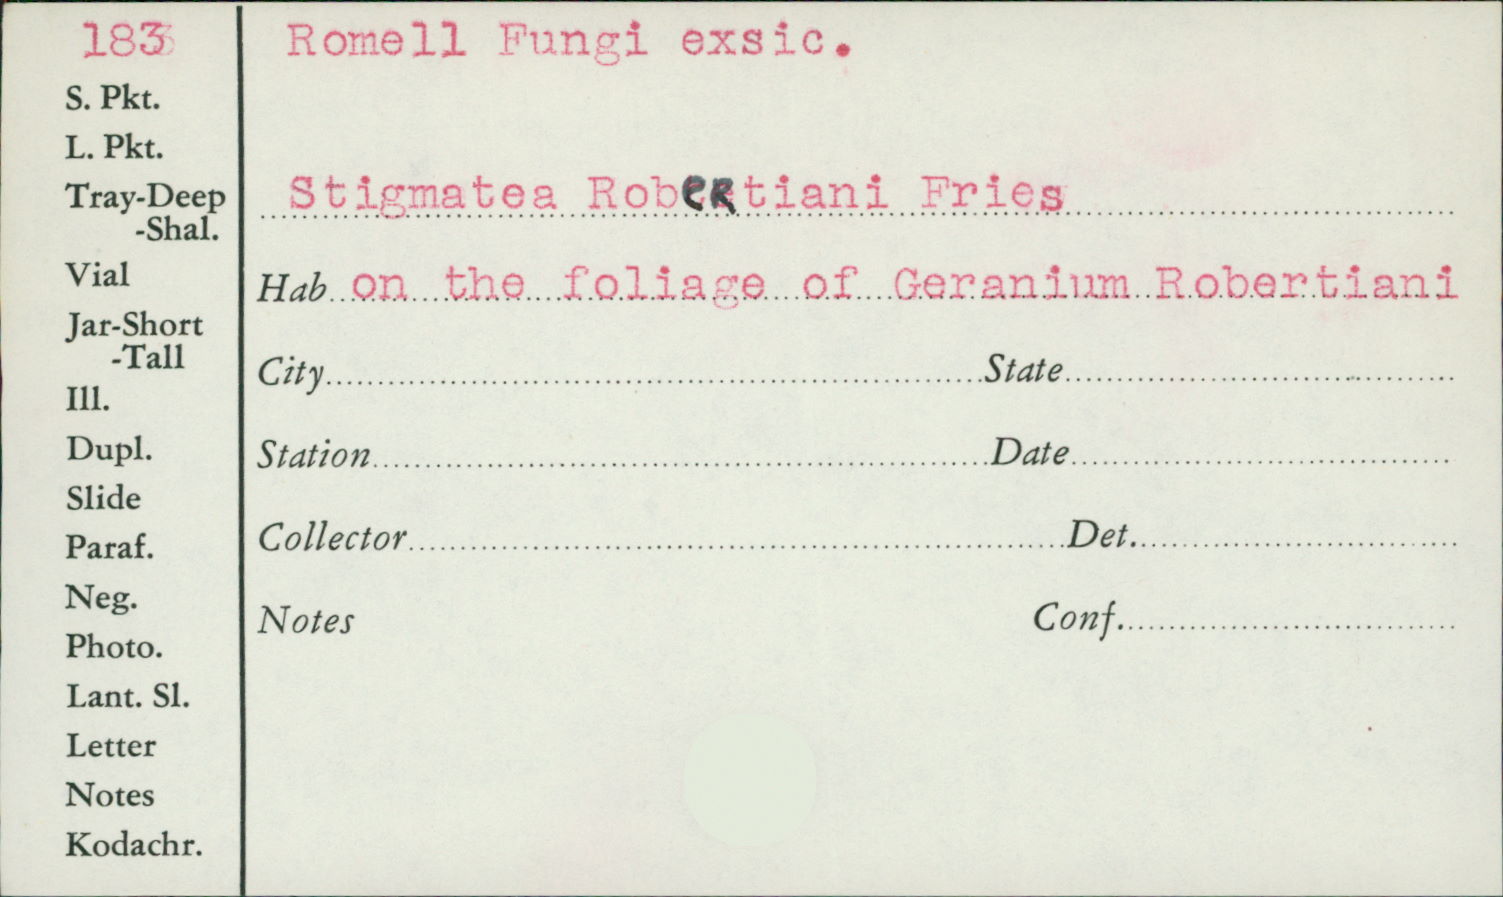 183
Romell Fungi exsic.
S. Pkt.
L. Pkt.
Tray-Deep
-Shal.
Stigmatea Robertiani Fries
Vial
Hab on the foliage of Geranium Robertiani
Jar-Short
-Tall
City State
Ill.
Dupl.
Station Date
Slide
Paraf.
Collector Det.
Neg.
Notes Conf.
Photo.
Lant. Sl.
Letter
Notes
Kodachr.